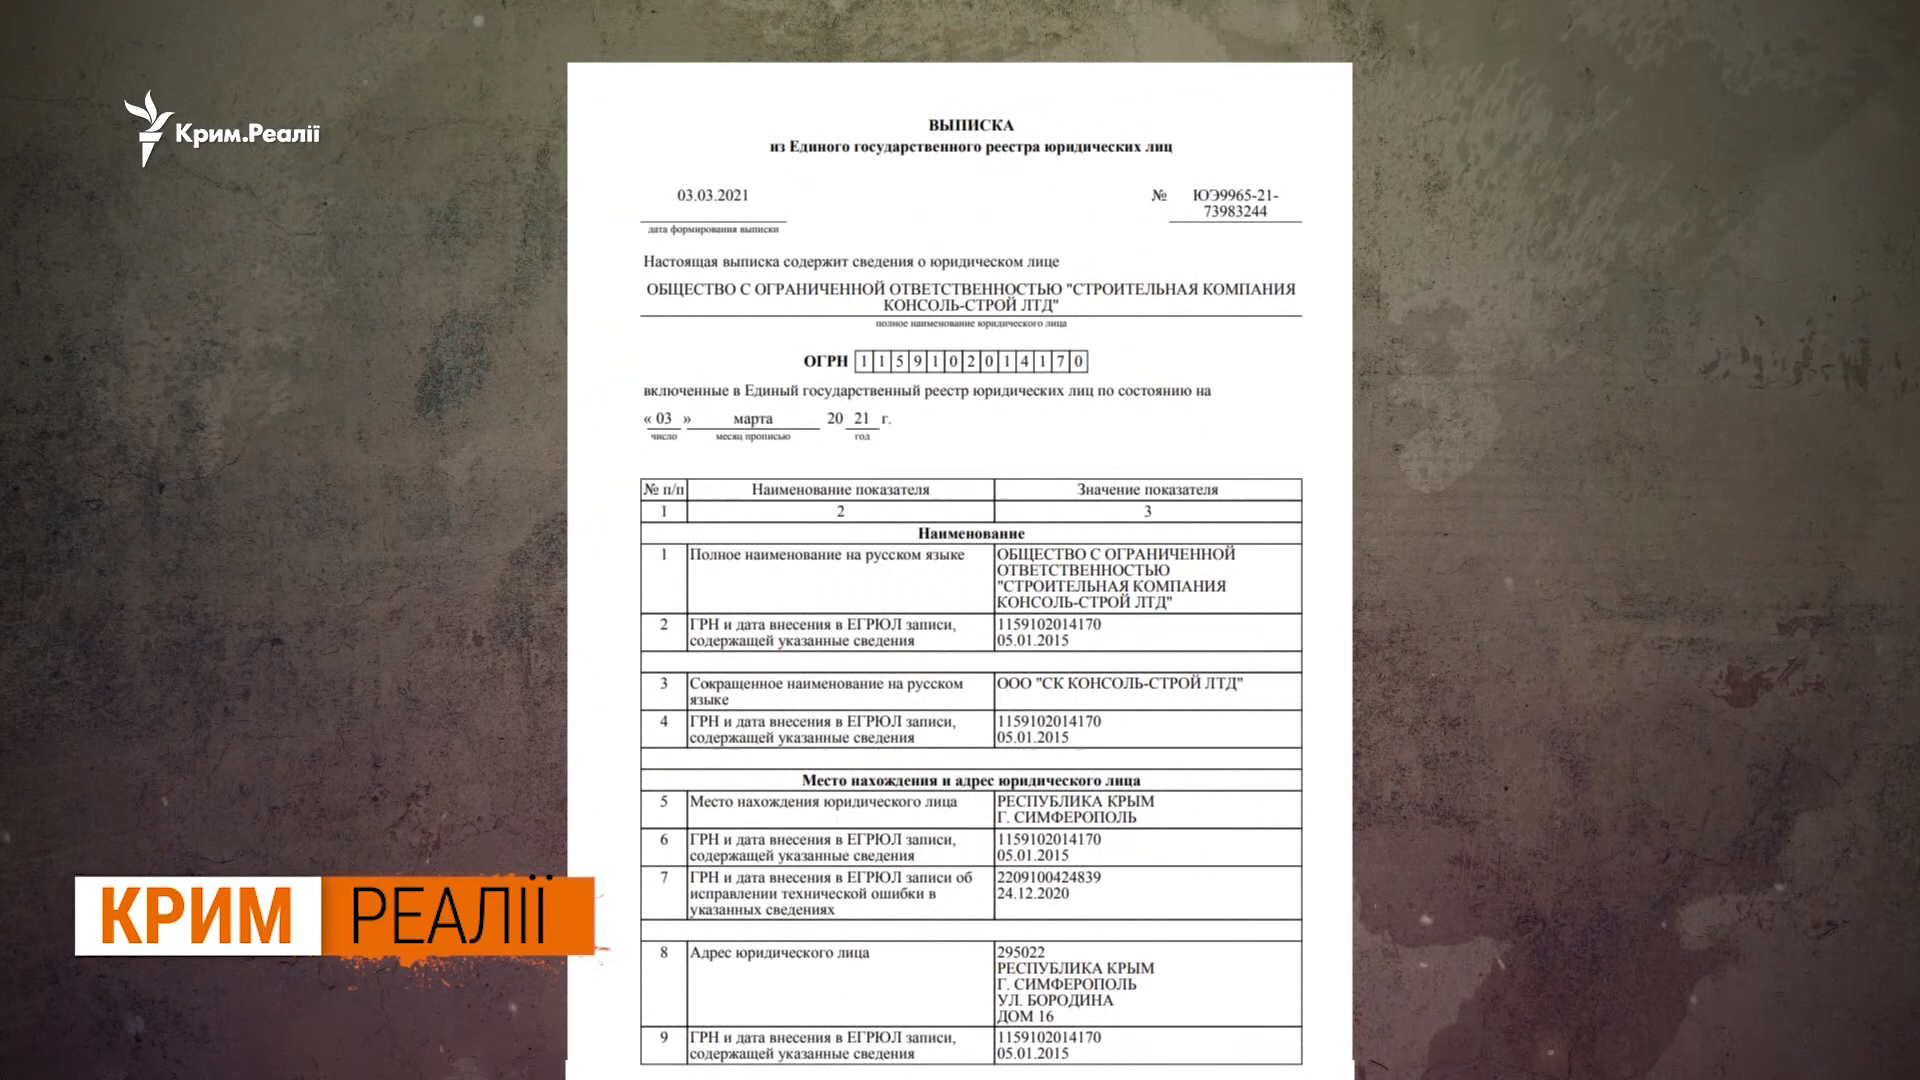 Крим.Реалії
ВЫПИСКА
из Единого государственного реестра юридических лиц
03.03.2021
№ ЮЭ9965-21-
73983244
дата формирования выписки
Настоящая выписка содержит сведения о юридическом лице
ОБЩЕСТВО С ОГРАНИЧЕННОЙ ОТВЕТСТВЕННОСТЬЮ "СТРОИТЕЛЬНАЯ КОМПАНИЯ
КОНСОЛЬ-СТРОЙ ЛТД"
полное наименование юридического лица
ОГРН 1159102014170
включенные в Единый государственный реестр юридических лиц по состоянию на
« 03 » марта 20 21 г.
число месяц прописью год
№ п/п Наименование показателя Значение показателя
1 2 3
Наименование
1 Полное наименование на русском языке ОБЩЕСТВО С ОГРАНИЧЕННОЙ
ОТВЕТСТВЕННОСТЬЮ
"СТРОИТЕЛЬНАЯ КОМПАНИЯ
КОНСОЛЬ-СТРОЙ ЛТД"
2 ГРН и дата внесения в ЕГРЮЛ записи, 1159102014170
содержащей указанные сведения 05.01.2015
3 Сокращенное наименование на русском ООО "СК КОНСОЛЬ-СТРОЙ ЛТД"
языке
4 ГРН и дата внесения в ЕГРЮЛ записи, 1159102014170
содержащей указанные сведения 05.01.2015
Место нахождения и адрес юридического лица
5 Место нахождения юридического лица РЕСПУБЛИКА КРЫМ
Г. СИМФЕРОПОЛЬ
6 ГРН и дата внесения в ЕГРЮЛ записи, 1159102014170
содержащей указанные сведения 05.01.2015
7 ГРН и дата внесения в ЕГРЮЛ записи об 2209100424839
исправлении технической ошибки в 24.12.2020
указанных сведениях
8 Адрес юридического лица 295022
РЕСПУБЛИКА КРЫМ
Г. СИМФЕРОПОЛЬ
УЛ. БОРОДИНА
ДОМ 16
9 ГРН и дата внесения в ЕГРЮЛ записи, 1159102014170
содержащей указанные сведения 05.01.2015
КРИМ РЕАЛІЇ